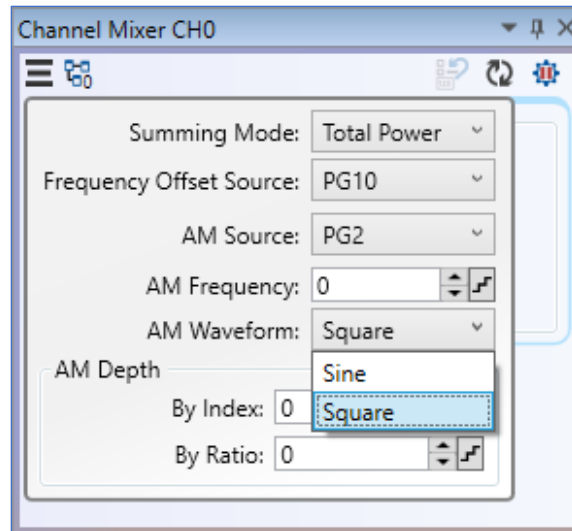 Channel Mixer CH0
0
Summing Mode: Total Power
Frequency Offset Source: PG10
AM Source: PG2
AM Frequency: 0
AM Waveform: Square
AM Depth
Sine
By Index: 0
Square
By Ratio: 0